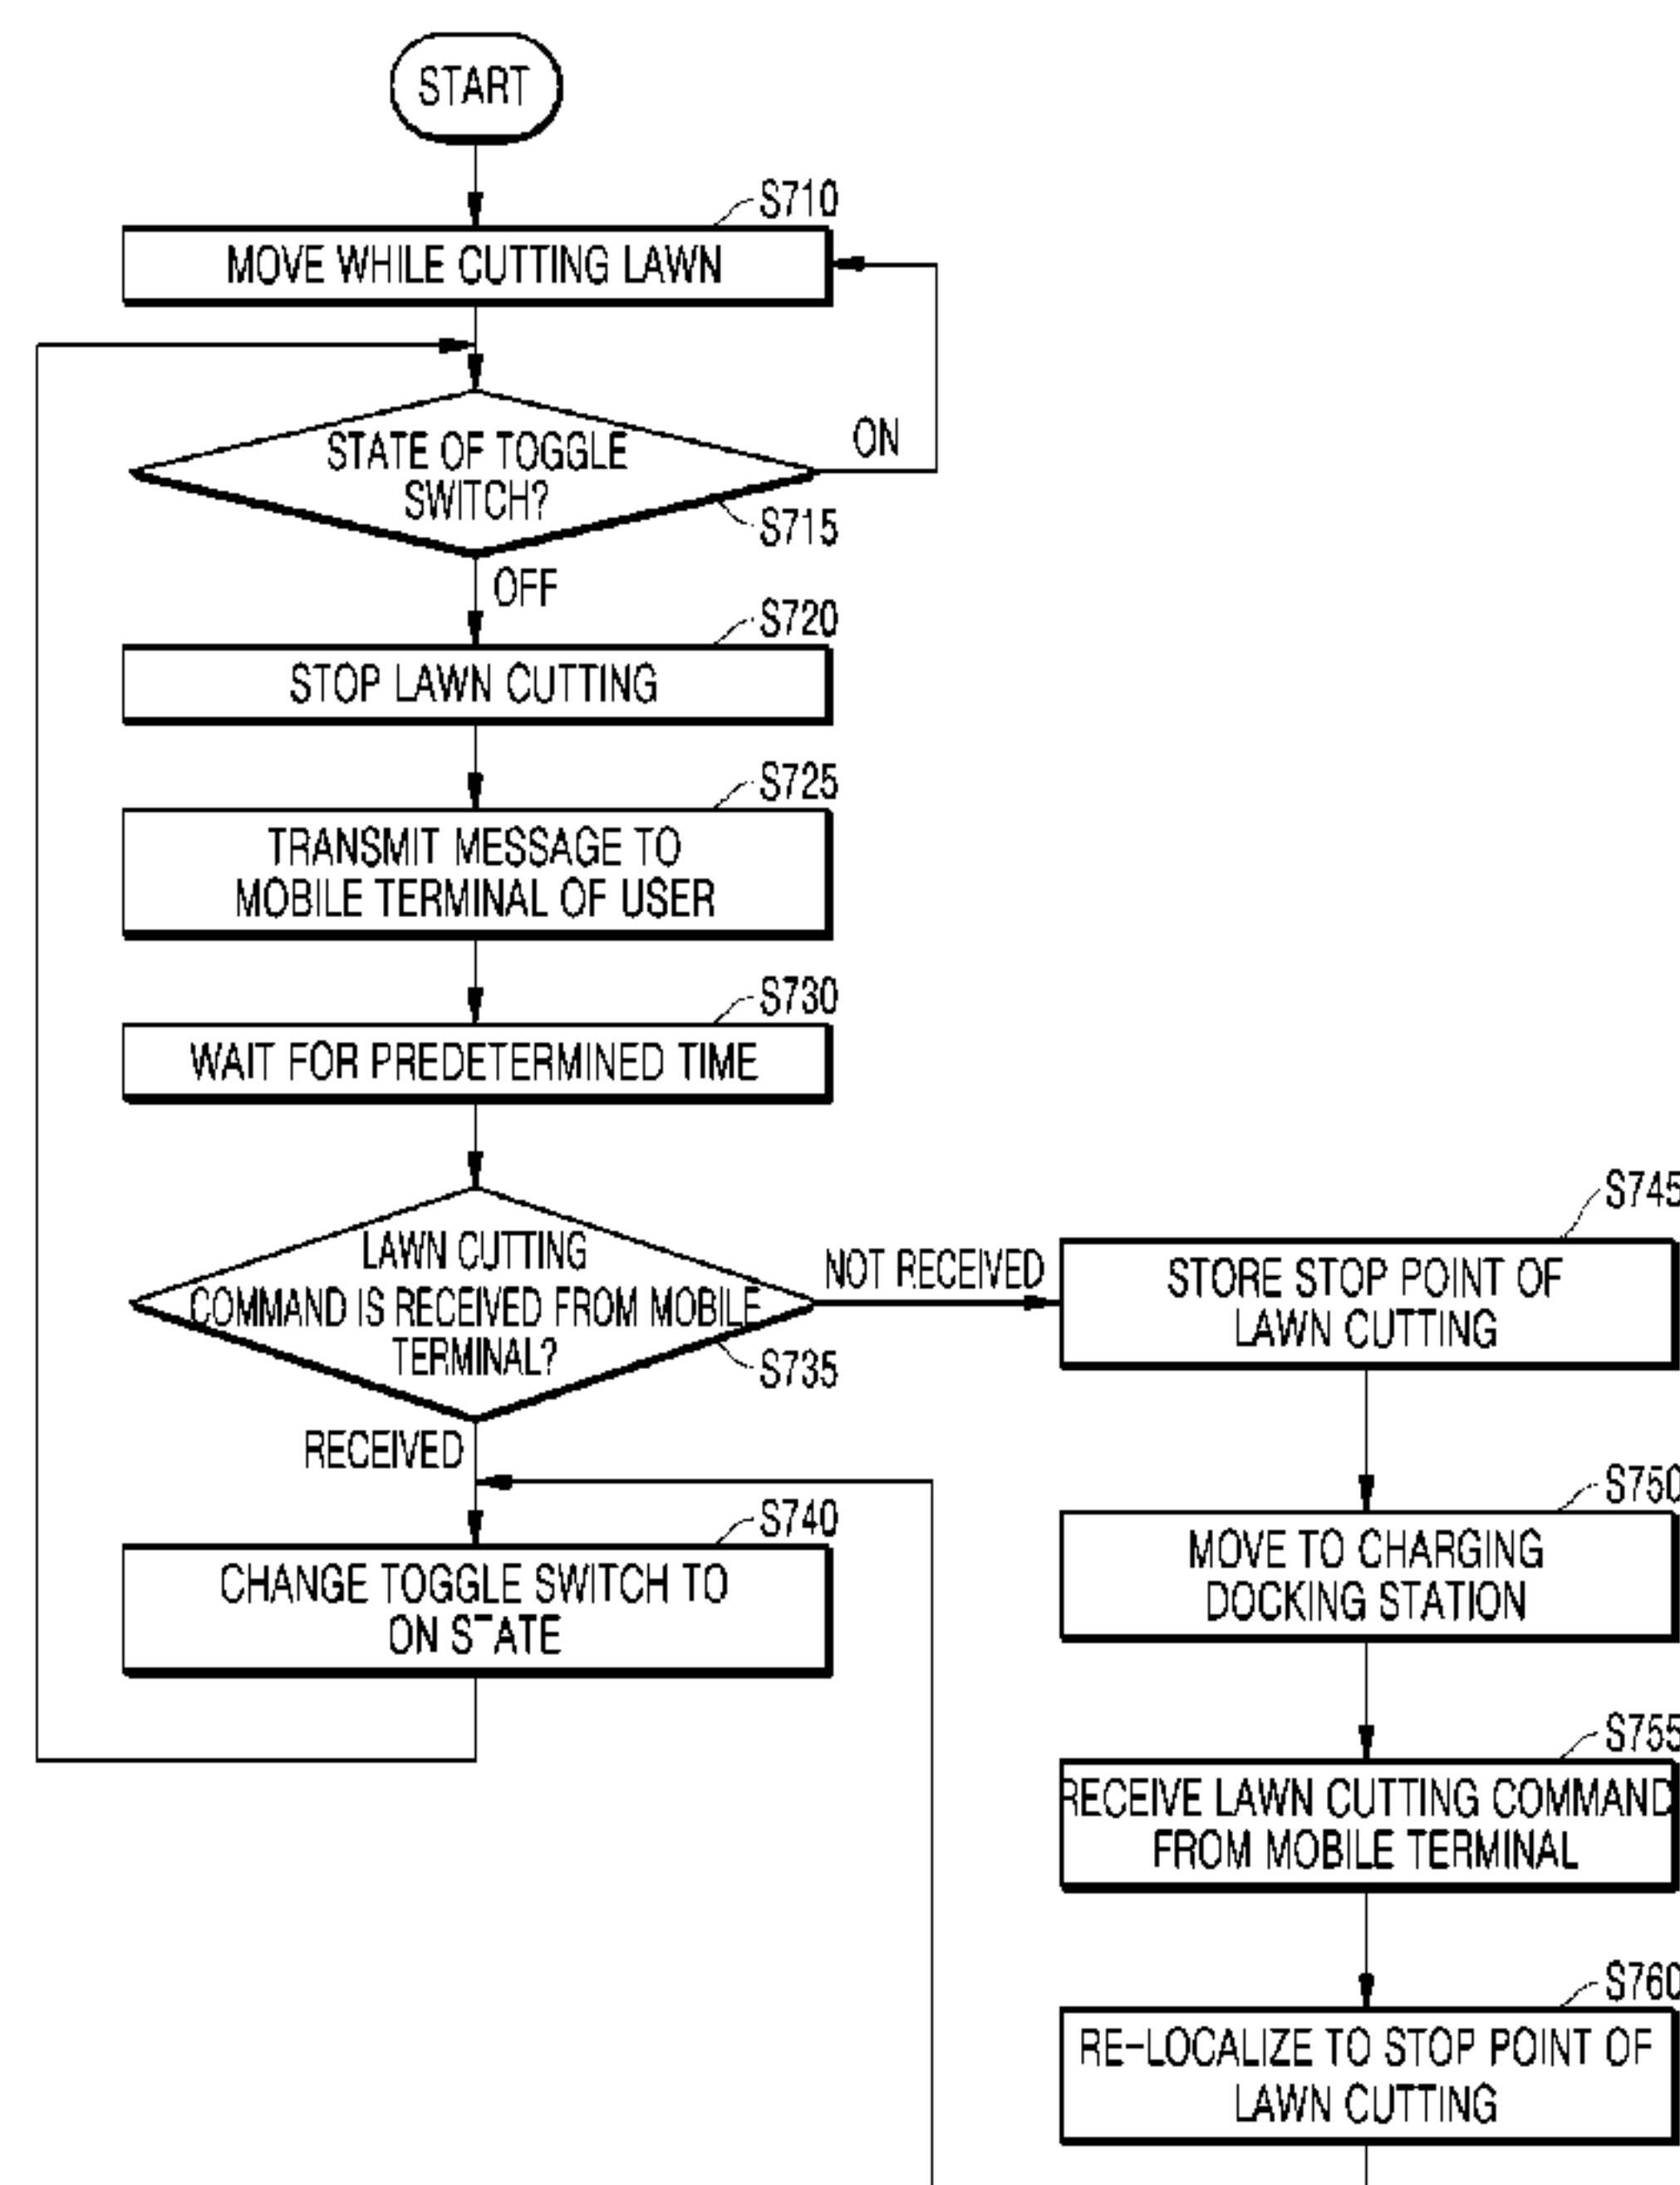 START
S710
MOVE WHILE CUTTING LAWN
STATE OF TOGGLE
SWITCH?
ON
S715
OFF
S720
STOP LAWN CUTTING
S725
TRANSMIT MESSAGE TO
MOBILE TERMINAL OF USER
S730
WAIT FOR PREDETERMINED TIME
LAWN CUTTING
COMMAND IS RECEIVED FROM MOBILE
TERMINAL?
S735
NOT RECEIVED
RECEIVED
S740
CHANGE TOGGLE SWITCH TO
ON STATE
S745
STORE STOP POINT OF
LAWN CUTTING
S750
MOVE TO CHARGING
DOCKING STATION
S755
RECEIVE LAWN CUTTING COMMAND
FROM MOBILE TERMINAL
S760
RE-LOCALIZE TO STOP POINT OF
LAWN CUTTING